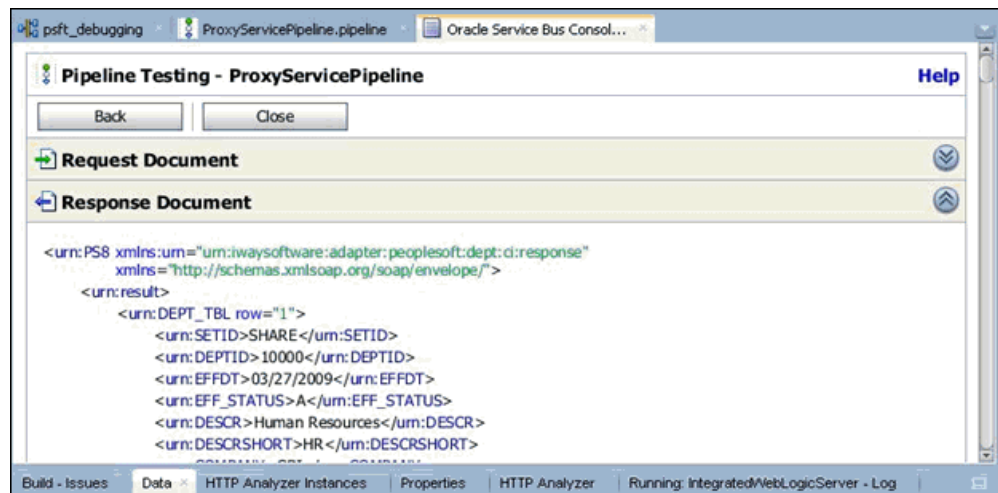 psft_debugging ProxyServicePipeline.pipeline Oracle Service Bus Consol...
Pipeline Testing - ProxyServicePipeline Help
Back Close
Request Document
Response Document
<urn:PS8 xmlns:urn="urn:iwaysoftware:adapter:peoplesoft:dept:ci:response"
xmlns="http://schemas.xmlsoap.org/soap/envelope/">
<urn:result>
<urn:DEPT_TBL row="1">
<urn:SETID>SHARE</urn:SETID>
<urn:DEPTID>10000</urn:DEPTID>
<urn:EFFDT>03/27/2009</urn:EFFDT>
<urn:EFF_STATUS>A</urn:EFF_STATUS>
<urn:DESCR>Human Resources</urn:DESCR>
<urn:DESCRSHORT>HR</urn:DESCRSHORT>
Build - Issues Data HTTP Analyzer Instances Properties HTTP Analyzer Running: IntegratedWebLogicServer - Log